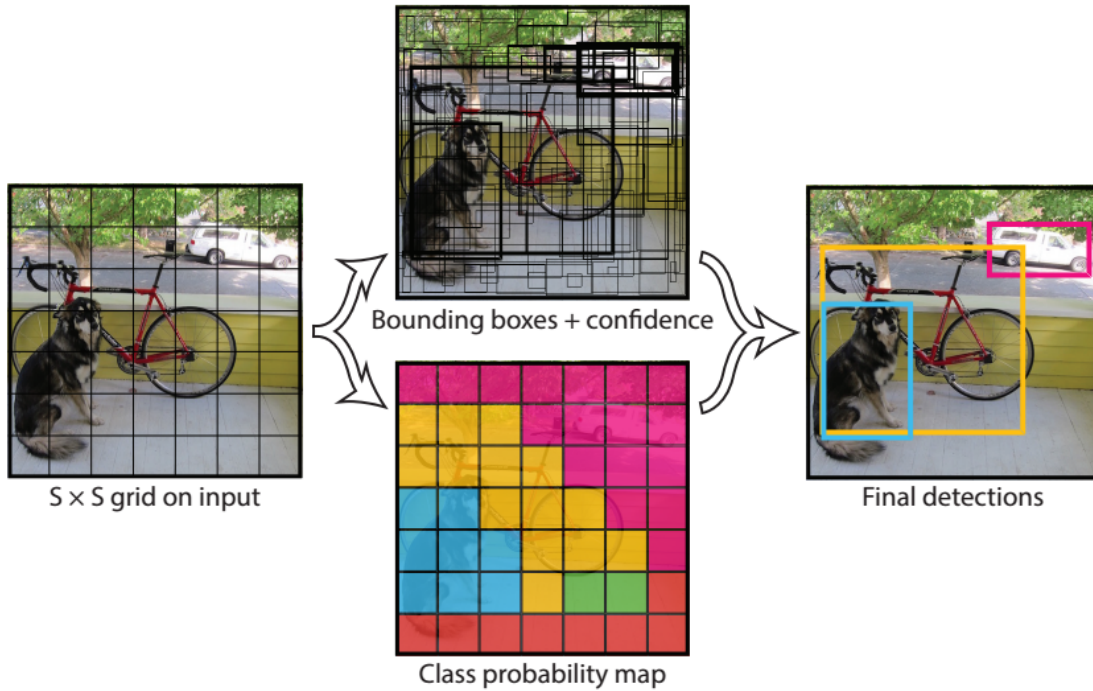 Bounding boxes + confidence
S × S grid on input
Final detections
Class probability map